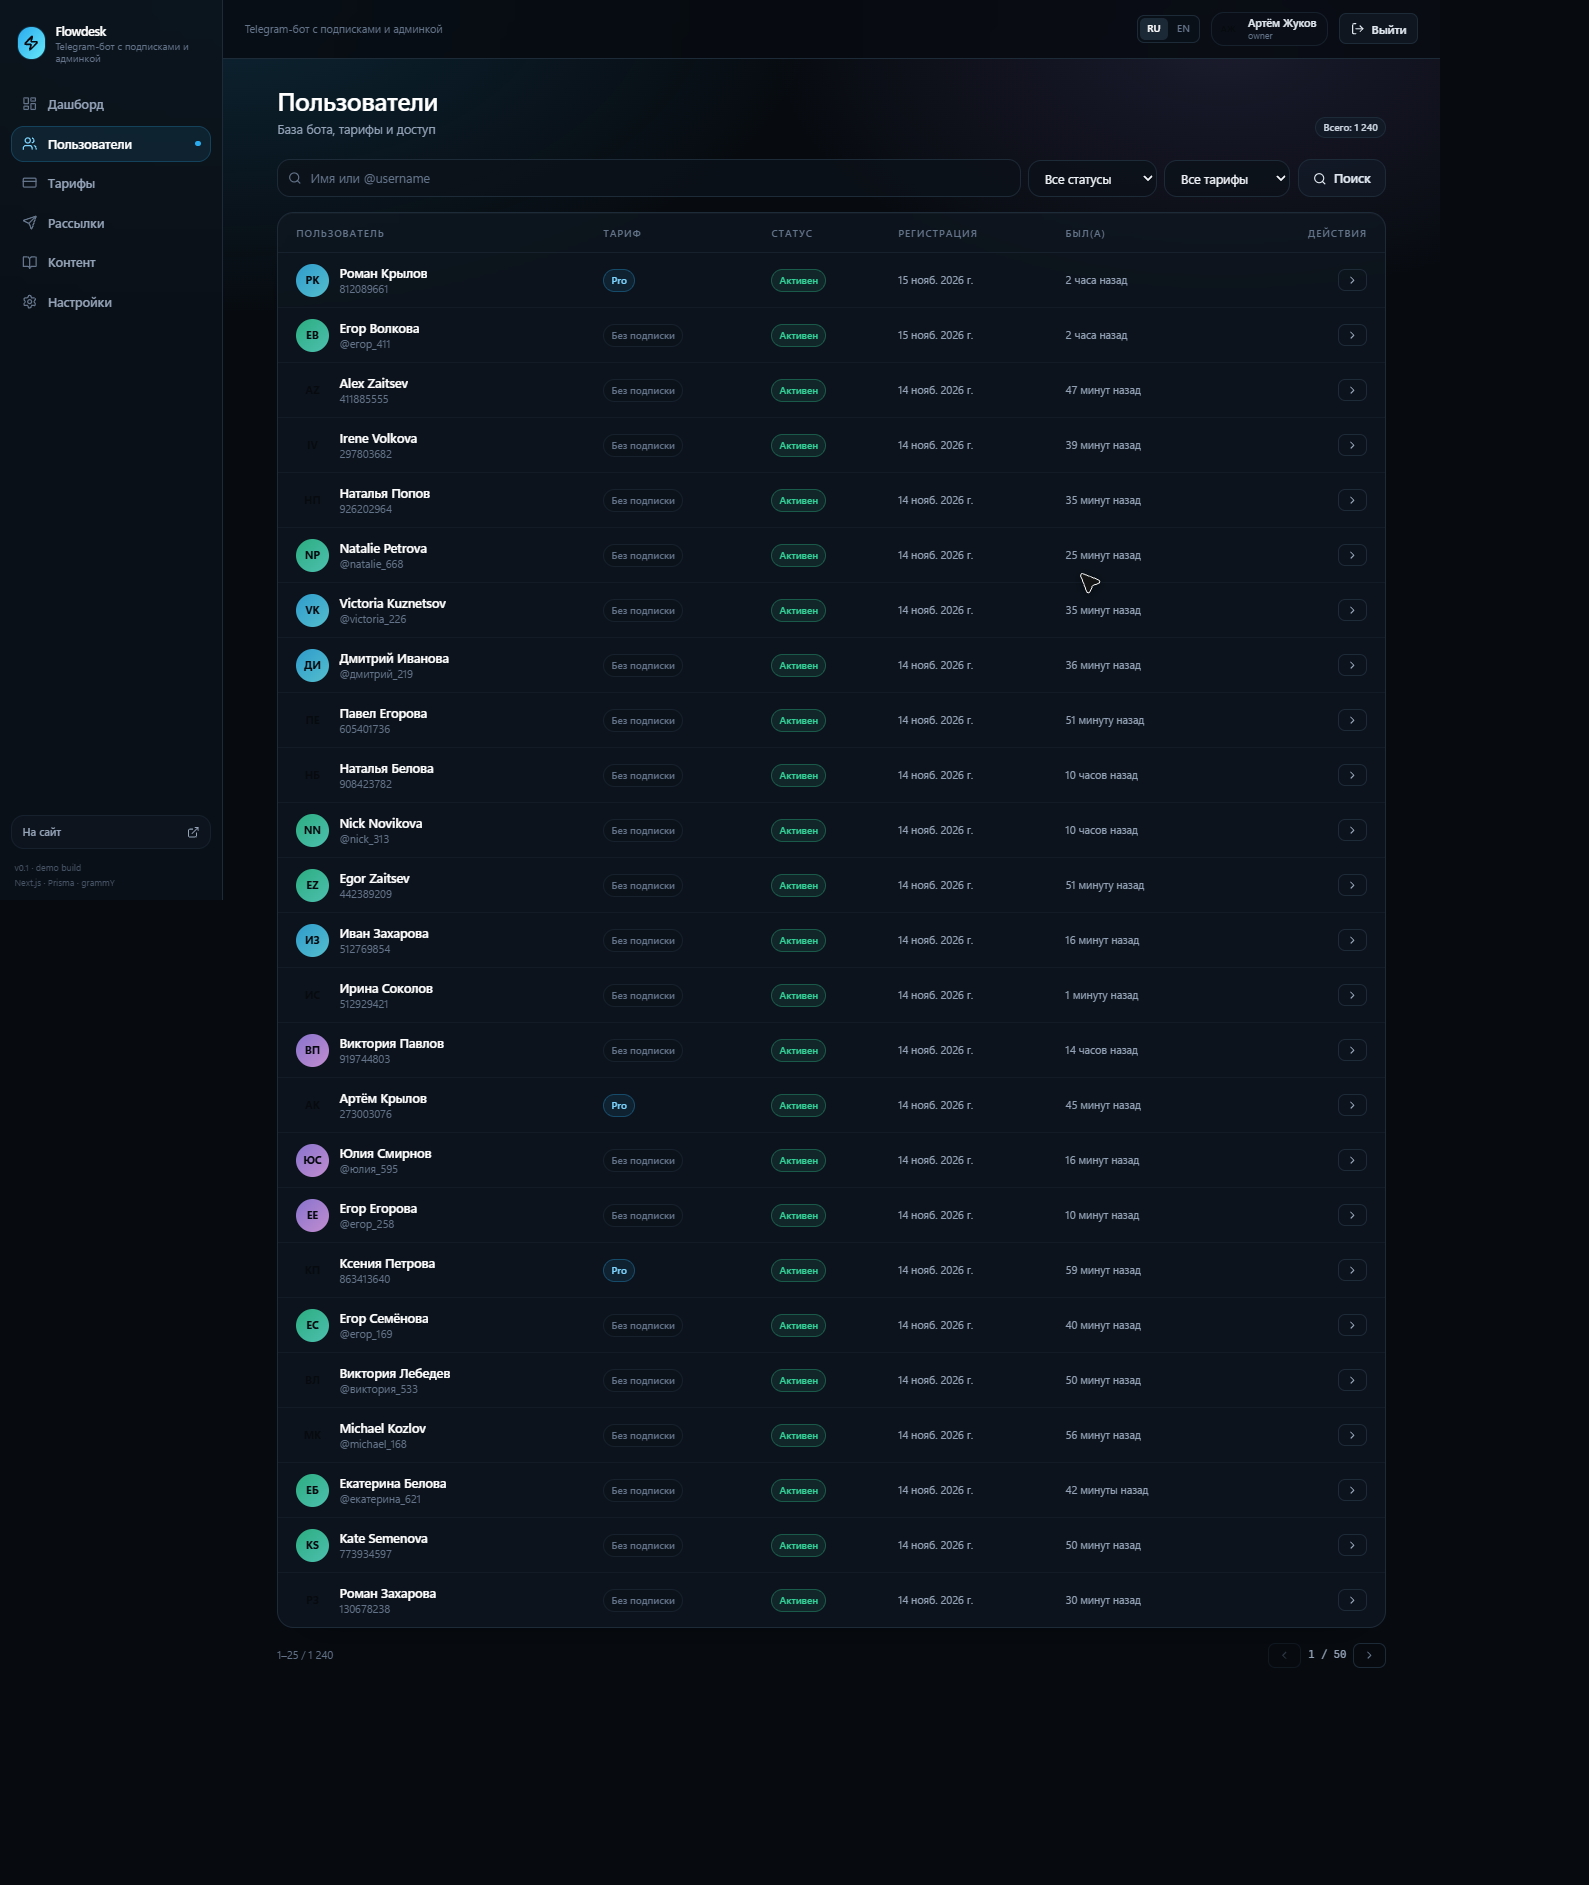 Flowdesk
Telegram-бот с подписками и
админкой
Дашборд
Пользователи
Тарифы
Рассылки
Контент
Настройки
На сайт
v0.1 · demo build
Next.js · Prisma · grammY
Telegram-бот с подписками и админкой
RU EN
Артём Жуков
owner
Выйти
Пользователи
База бота, тарифы и доступ
Всего: 1 240
Имя или @username
Все статусы
Все тарифы
Поиск
ПОЛЬЗОВАТЕЛЬ ТАРИФ СТАТУС РЕГИСТРАЦИЯ БЫЛ(А) ДЕЙСТВИЯ
РК Роман Крылов Pro Активен 15 нояб. 2026 г. 2 часа назад
812089661
ЕВ Егор Волкова Без подписки Активен 15 нояб. 2026 г. 2 часа назад
@егор_411
AZ Alex Zaitsev Без подписки Активен 14 нояб. 2026 г. 47 минут назад
411885555
IV Irene Volkova Без подписки Активен 14 нояб. 2026 г. 39 минут назад
297803682
НП Наталья Попов Без подписки Активен 14 нояб. 2026 г. 35 минут назад
926202964
NP Natalie Petrova Без подписки Активен 14 нояб. 2026 г. 25 минут назад
@natalie_668
VK Victoria Kuznetsov Без подписки Активен 14 нояб. 2026 г. 35 минут назад
@victoria_226
ДИ Дмитрий Иванова Без подписки Активен 14 нояб. 2026 г. 36 минут назад
@дмитрий_219
ПЕ Павел Егорова Без подписки Активен 14 нояб. 2026 г. 51 минуту назад
605401736
НБ Наталья Белова Без подписки Активен 14 нояб. 2026 г. 10 часов назад
908423782
NN Nick Novikova Без подписки Активен 14 нояб. 2026 г. 10 часов назад
@nick_313
EZ Egor Zaitsev Без подписки Активен 14 нояб. 2026 г. 51 минуту назад
442389209
ИЗ Иван Захарова Без подписки Активен 14 нояб. 2026 г. 16 минут назад
512769854
ИС Ирина Соколов Без подписки Активен 14 нояб. 2026 г. 1 минуту назад
512929421
ВП Виктория Павлов Без подписки Активен 14 нояб. 2026 г. 14 часов назад
919744803
АК Артём Крылов Pro Активен 14 нояб. 2026 г. 45 минут назад
273003076
ЮС Юлия Смирнов Без подписки Активен 14 нояб. 2026 г. 16 минут назад
@юлия_595
ЕЕ Егор Егорова Без подписки Активен 14 нояб. 2026 г. 10 минут назад
@егор_258
КП Ксения Петрова Pro Активен 14 нояб. 2026 г. 59 минут назад
863413640
ЕС Егор Семёнова Без подписки Активен 14 нояб. 2026 г. 40 минут назад
@егор_169
ВЛ Виктория Лебедев Без подписки Активен 14 нояб. 2026 г. 50 минут назад
@виктория_533
MK Michael Kozlov Без подписки Активен 14 нояб. 2026 г. 56 минут назад
@michael_168
ЕБ Екатерина Белова Без подписки Активен 14 нояб. 2026 г. 42 минуты назад
@екатерина_621
KS Kate Semenova Без подписки Активен 14 нояб. 2026 г. 50 минут назад
773934597
РЗ Роман Захарова Без подписки Активен 14 нояб. 2026 г. 30 минут назад
130678238
1–25 / 1 240
1 / 50